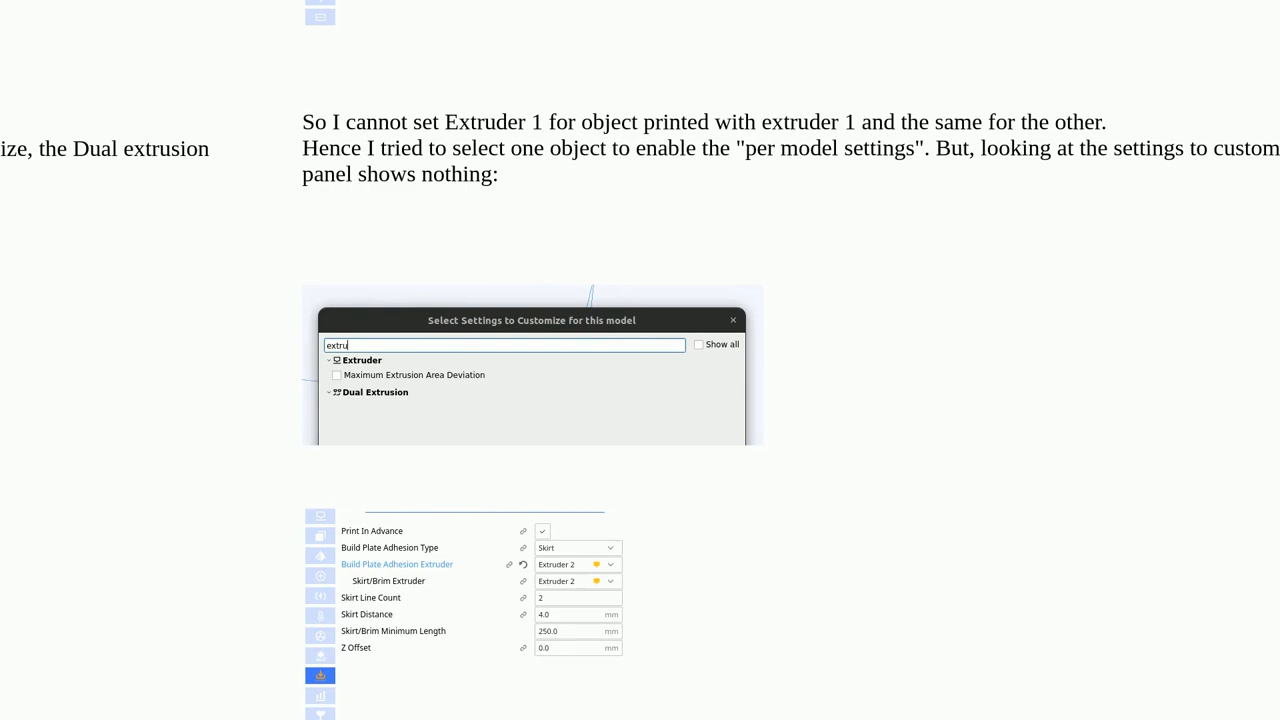 So I cannot set Extruder 1 for object printed with extruder 1 and the same for the other.
ize, the Dual extrusion
Hence I tried to select one object to enable the "per model settings". But, looking at the settings to custom
panel shows nothing:
Select Settings to Customize for this model
extru
Show all
Extruder
Maximum Extrusion Area Deviation
Dual Extrusion
Print In Advance
Build Plate Adhesion Type Skirt
Build Plate Adhesion Extruder Extruder 2
Skirt/Brim Extruder Extruder 2
Skirt Line Count 2
Skirt Distance 4.0 mm
Skirt/Brim Minimum Length 250.0 mm
Z Offset 0.0 mm